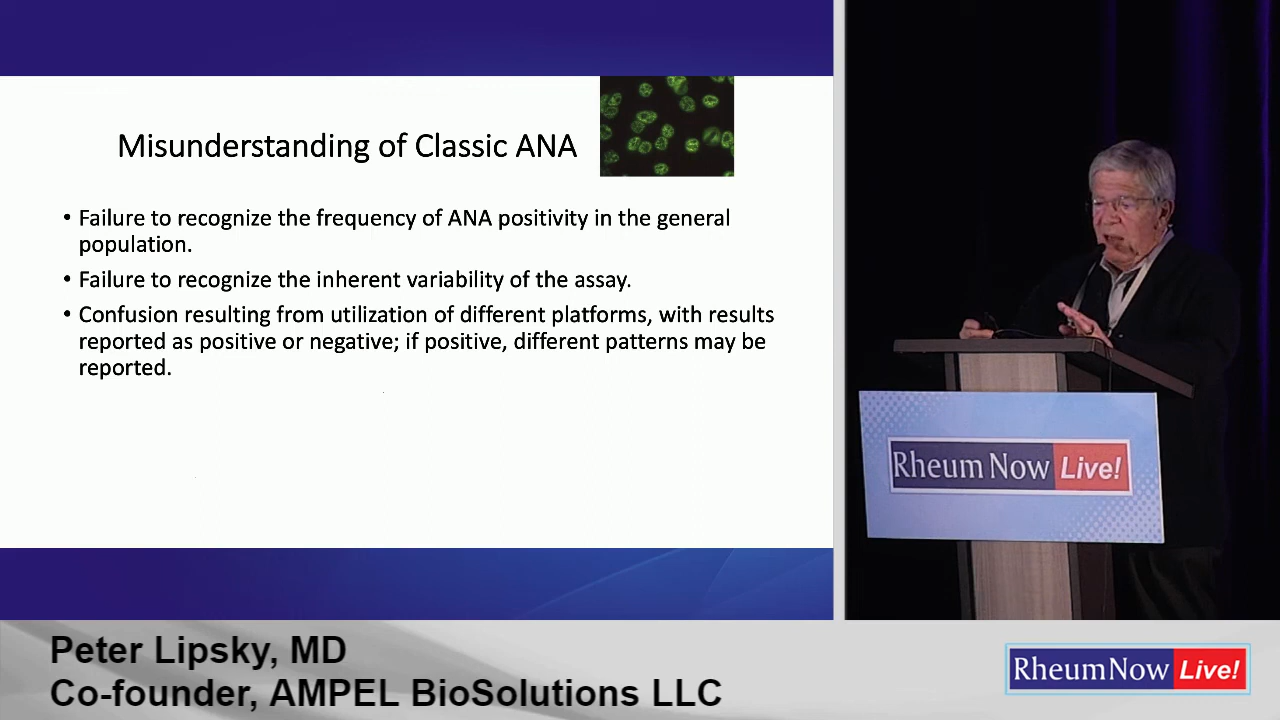 Misunderstanding of Classic ANA
• Failure to recognize the frequency of ANA positivity in the general
population.
• Failure to recognize the inherent variability of the assay.
• Confusion resulting from utilization of different platforms, with results
reported as positive or negative; if positive, different patterns may be
reported.
Rheum Now Live!
Peter Lipsky, MD
Co-founder, AMPEL BioSolutions LLC
RheumNow Live!